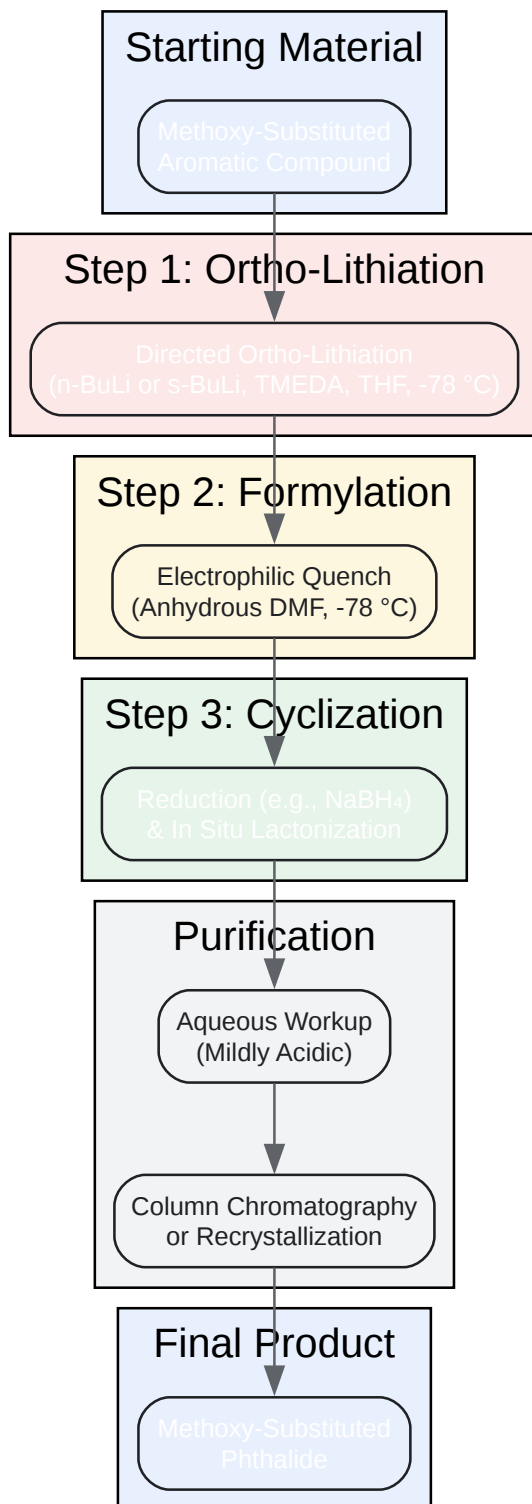 Starting Material
Methoxy-Substituted
Aromatic Compound
Step 1: Ortho-Lithiation
Directed Ortho-Lithiation
(n-BuLi or s-BuLi, TMEDA, THF, -78 °C)
Step 2: Formylation
Electrophilic Quench
(Anhydrous DMF, -78 °C)
Step 3: Cyclization
Reduction (e.g., NaBH₄)
& In Situ Lactonization
Purification
Aqueous Workup
(Mildly Acidic)
Column Chromatography
or Recrystallization
Final Product
Methoxy-Substituted
Phthalide